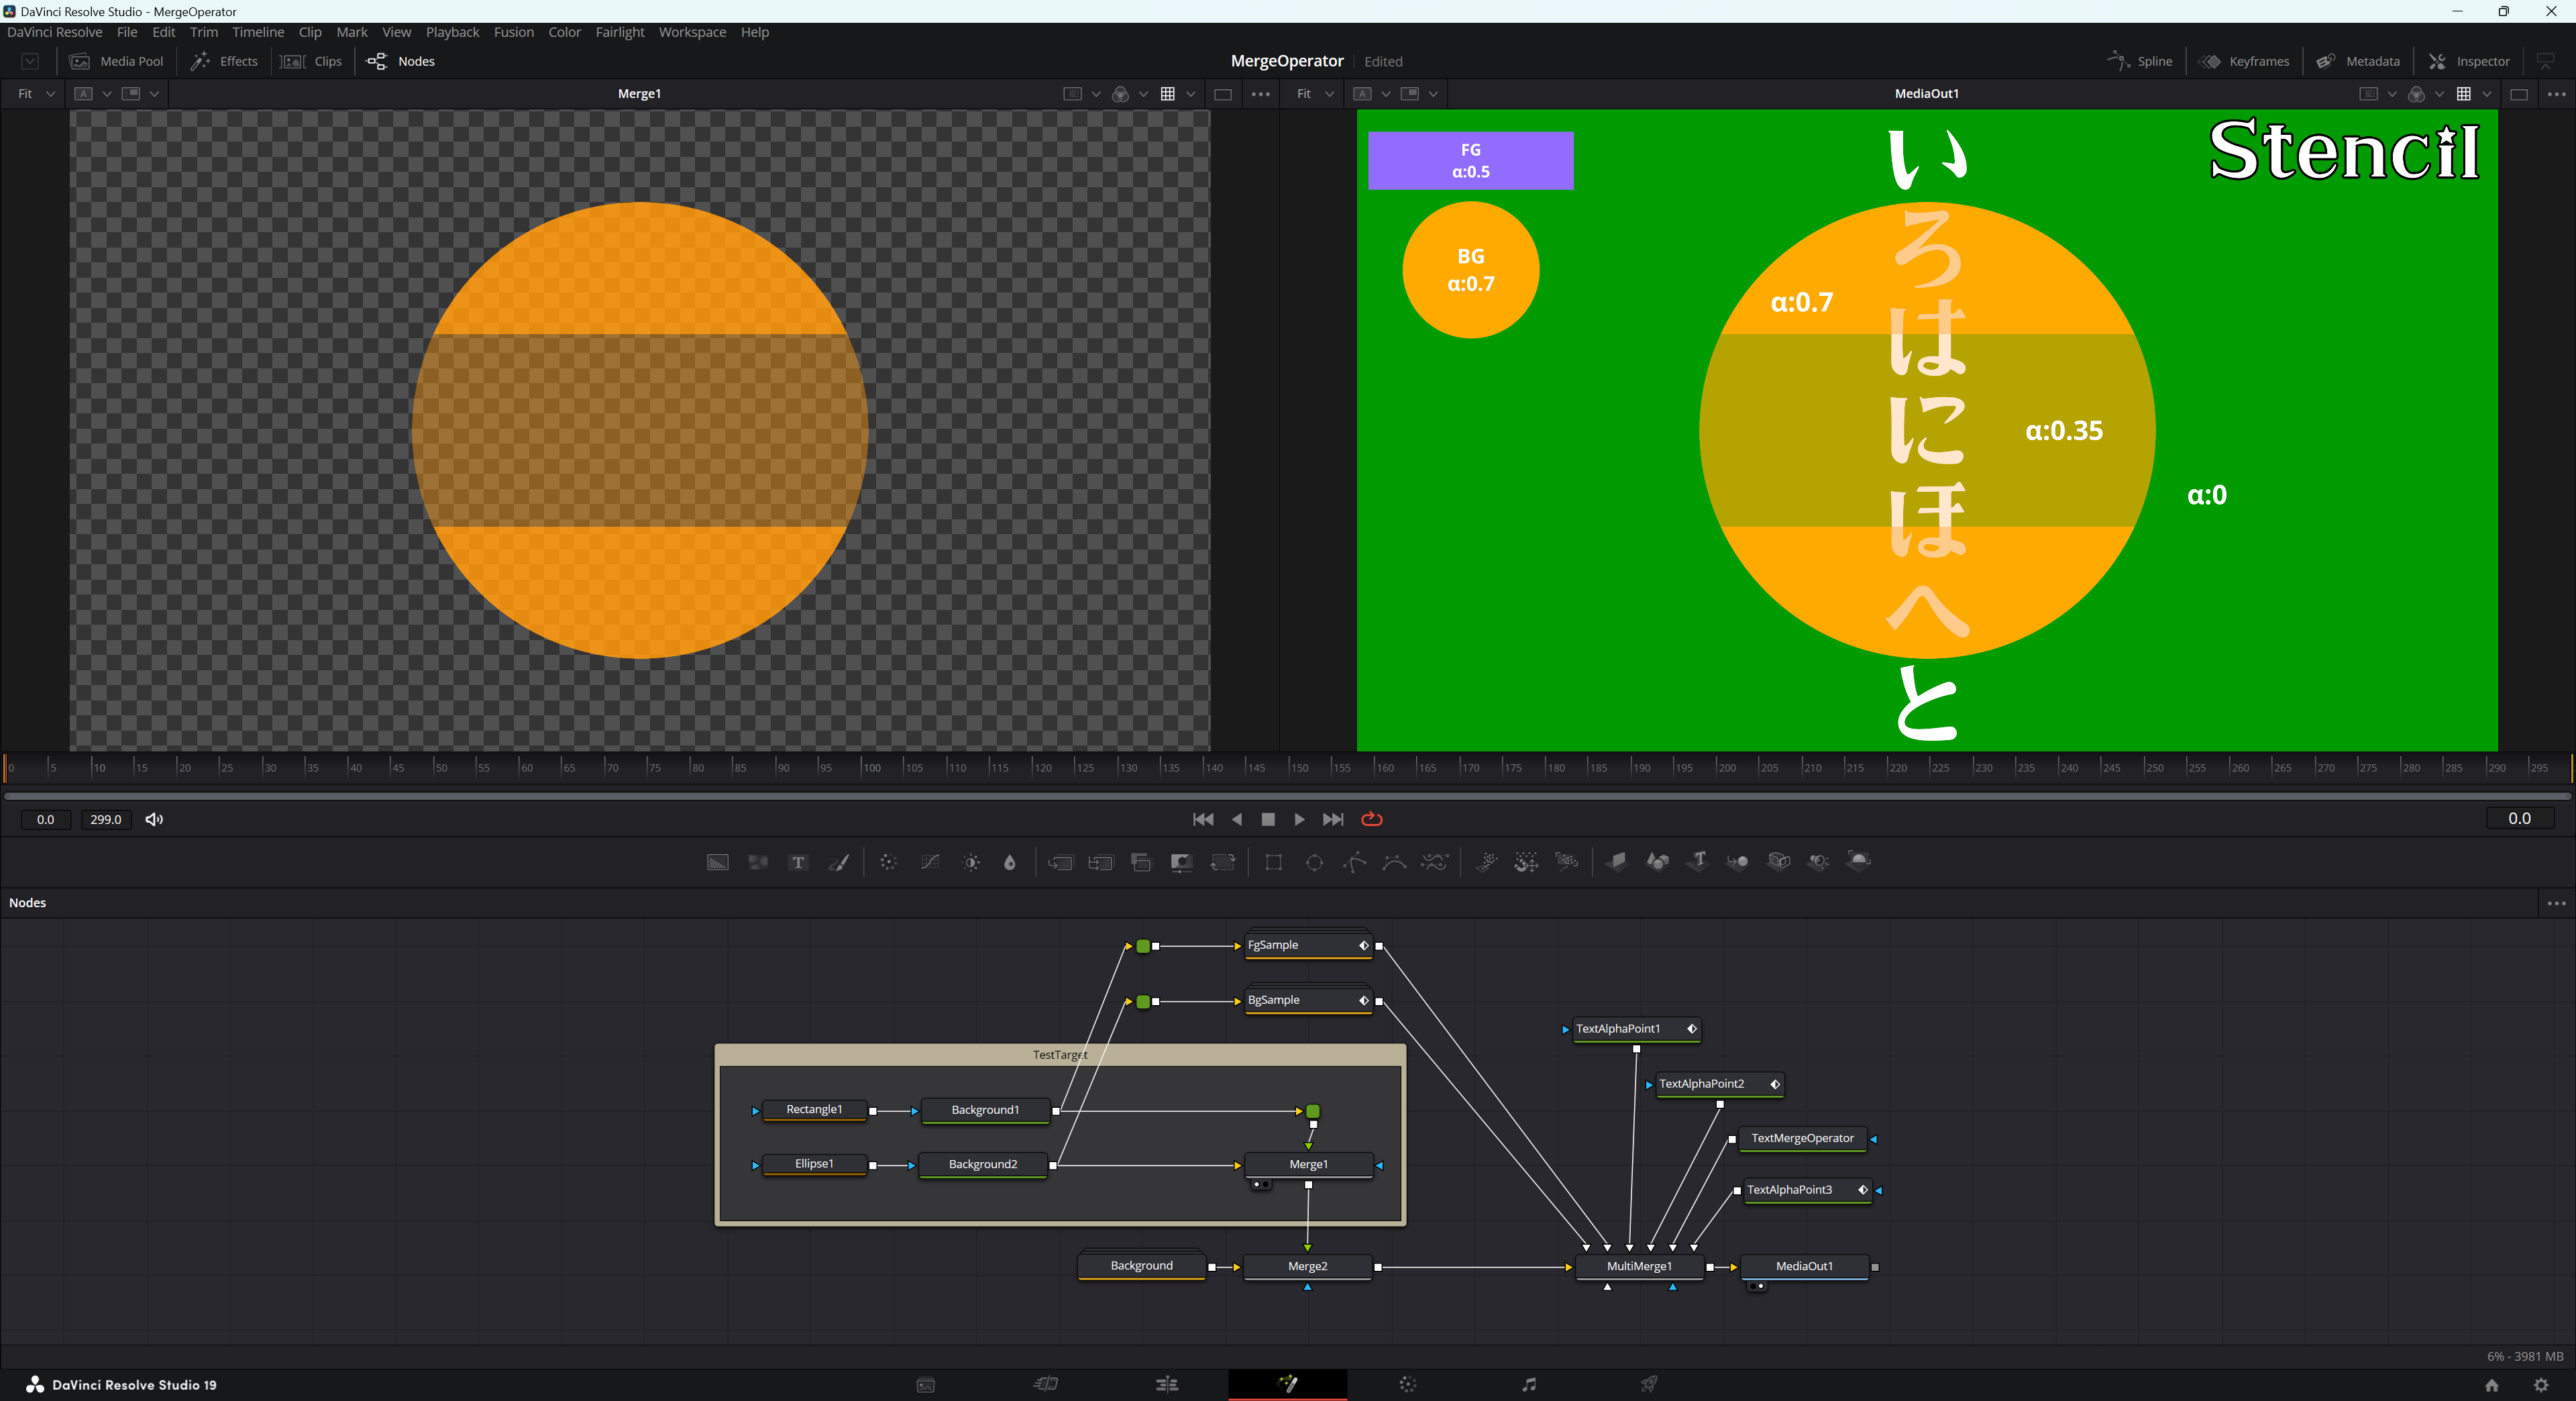 DaVinci Resolve Studio - MergeOperator
DaVinci Resolve File Edit Trim Timeline Clip Mark View Playback Fusion Color Fairlight Workspace Help
Media Pool Effects Clips Nodes MergeOperator Edited Spline Keyframes Metadata Inspector
Fit A Merge1 Fit A MediaOut1
FG
α:0.5
BG
α:0.7
Stencil
いろはにほへと
α:0.7
α:0.35
α:0
0 5 10 15 20 25 30 35 40 45 50 55 60 65 70 75 80 85 90 95 100 105 110 115 120 125 130 135 140 145 150 155 160 165 170 175 180 185 190 195 200 205 210 215 220 225 230 235 240 245 250 255 260 265 270 275 280 285 290 295
0.0 299.0 0.0
T T
Nodes
FgSample
BgSample
TestTarget
Rectangle1 Background1
Ellipse1 Background2 Merge1
TextAlphaPoint1
TextAlphaPoint2
TextMergeOperator
TextAlphaPoint3
Background Merge2 MultiMerge1 MediaOut1
6% - 3981 MB
DaVinci Resolve Studio 19